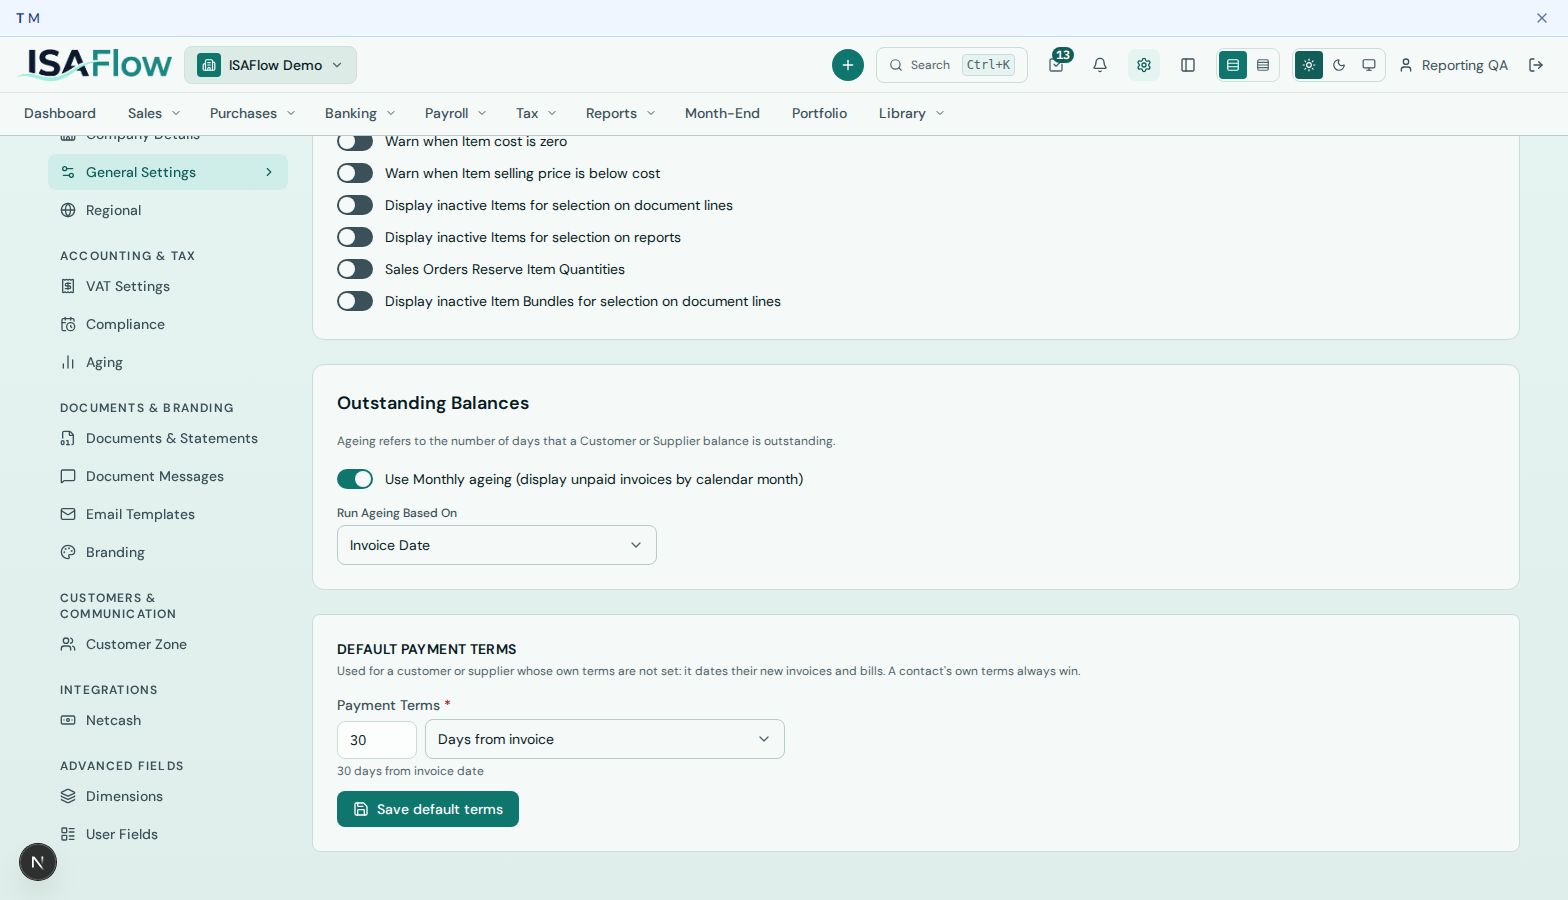 T M
ISAFlow
ISAFlow Demo
Search Ctrl+K
13
Reporting QA
Dashboard Sales Purchases Banking Payroll Tax Reports Month-End Portfolio Library
Company Details
General Settings
Regional
ACCOUNTING & TAX
VAT Settings
Compliance
Aging
DOCUMENTS & BRANDING
Documents & Statements
Document Messages
Email Templates
Branding
CUSTOMERS &
COMMUNICATION
Customer Zone
INTEGRATIONS
Netcash
ADVANCED FIELDS
Dimensions
User Fields
N
Warn when Item cost is zero
Warn when Item selling price is below cost
Display inactive Items for selection on document lines
Display inactive Items for selection on reports
Sales Orders Reserve Item Quantities
Display inactive Item Bundles for selection on document lines
Outstanding Balances
Ageing refers to the number of days that a Customer or Supplier balance is outstanding.
Use Monthly ageing (display unpaid invoices by calendar month)
Run Ageing Based On
Invoice Date
DEFAULT PAYMENT TERMS
Used for a customer or supplier whose own terms are not set: it dates their new invoices and bills. A contact's own terms always win.
Payment Terms *
30 Days from invoice
30 days from invoice date
Save default terms